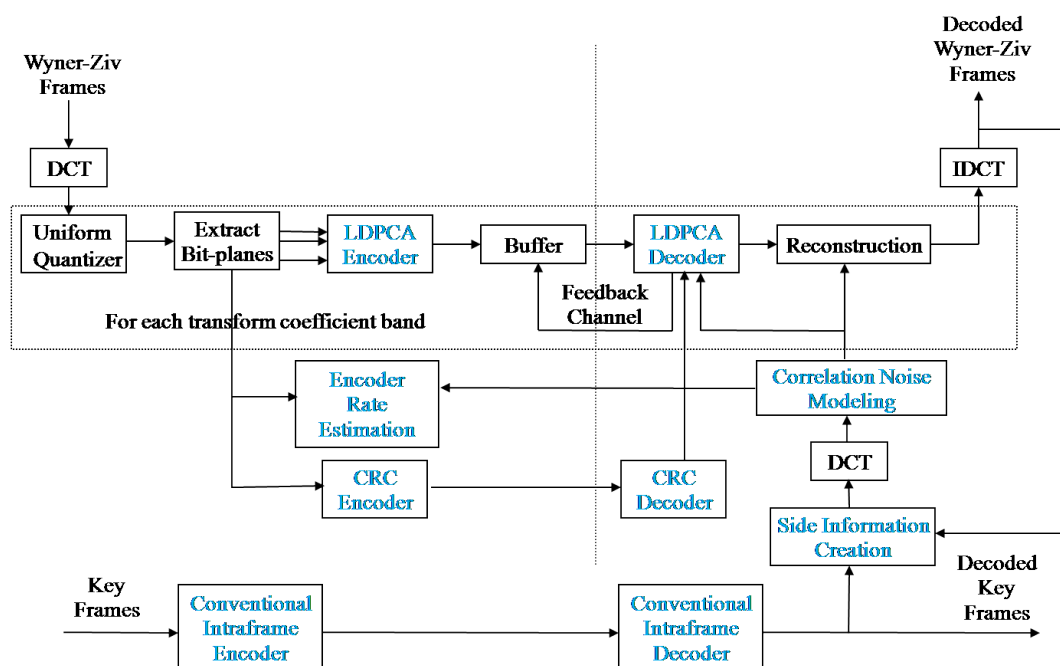 Wyner-Ziv
Frames
Decoded
Wyner-Ziv
Frames
DCT
IDCT
Uniform
Quantizer
Extract
Bit-planes
LDPCA
Encoder
Buffer
LDPCA
Decoder
Reconstruction
Feedback
Channel
For each transform coefficient band
Encoder
Rate
Estimation
Correlation Noise
Modeling
DCT
CRC
Encoder
CRC
Decoder
Side Information
Creation
Key
Frames
Conventional
Intraframe
Encoder
Conventional
Intraframe
Decoder
Decoded
Key
Frames